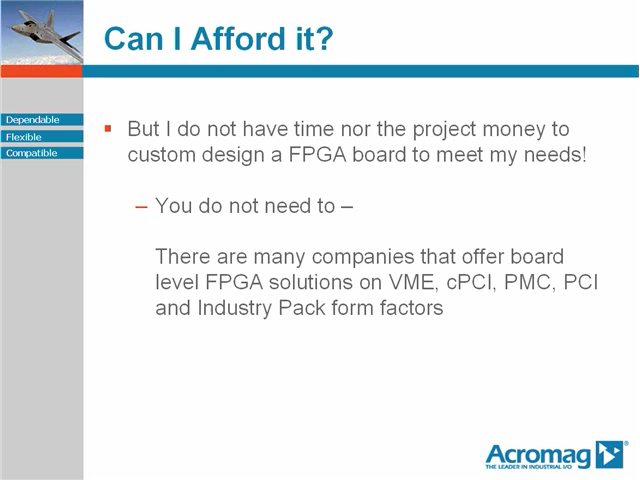 Can I Afford it?
Dependable
Flexible
Compatible
▪ But I do not have time nor the project money to
custom design a FPGA board to meet my needs!
– You do not need to –
There are many companies that offer board
level FPGA solutions on VME, cPCI, PMC, PCI
and Industry Pack form factors
Acromag®
THE LEADER IN INDUSTRIAL I/O